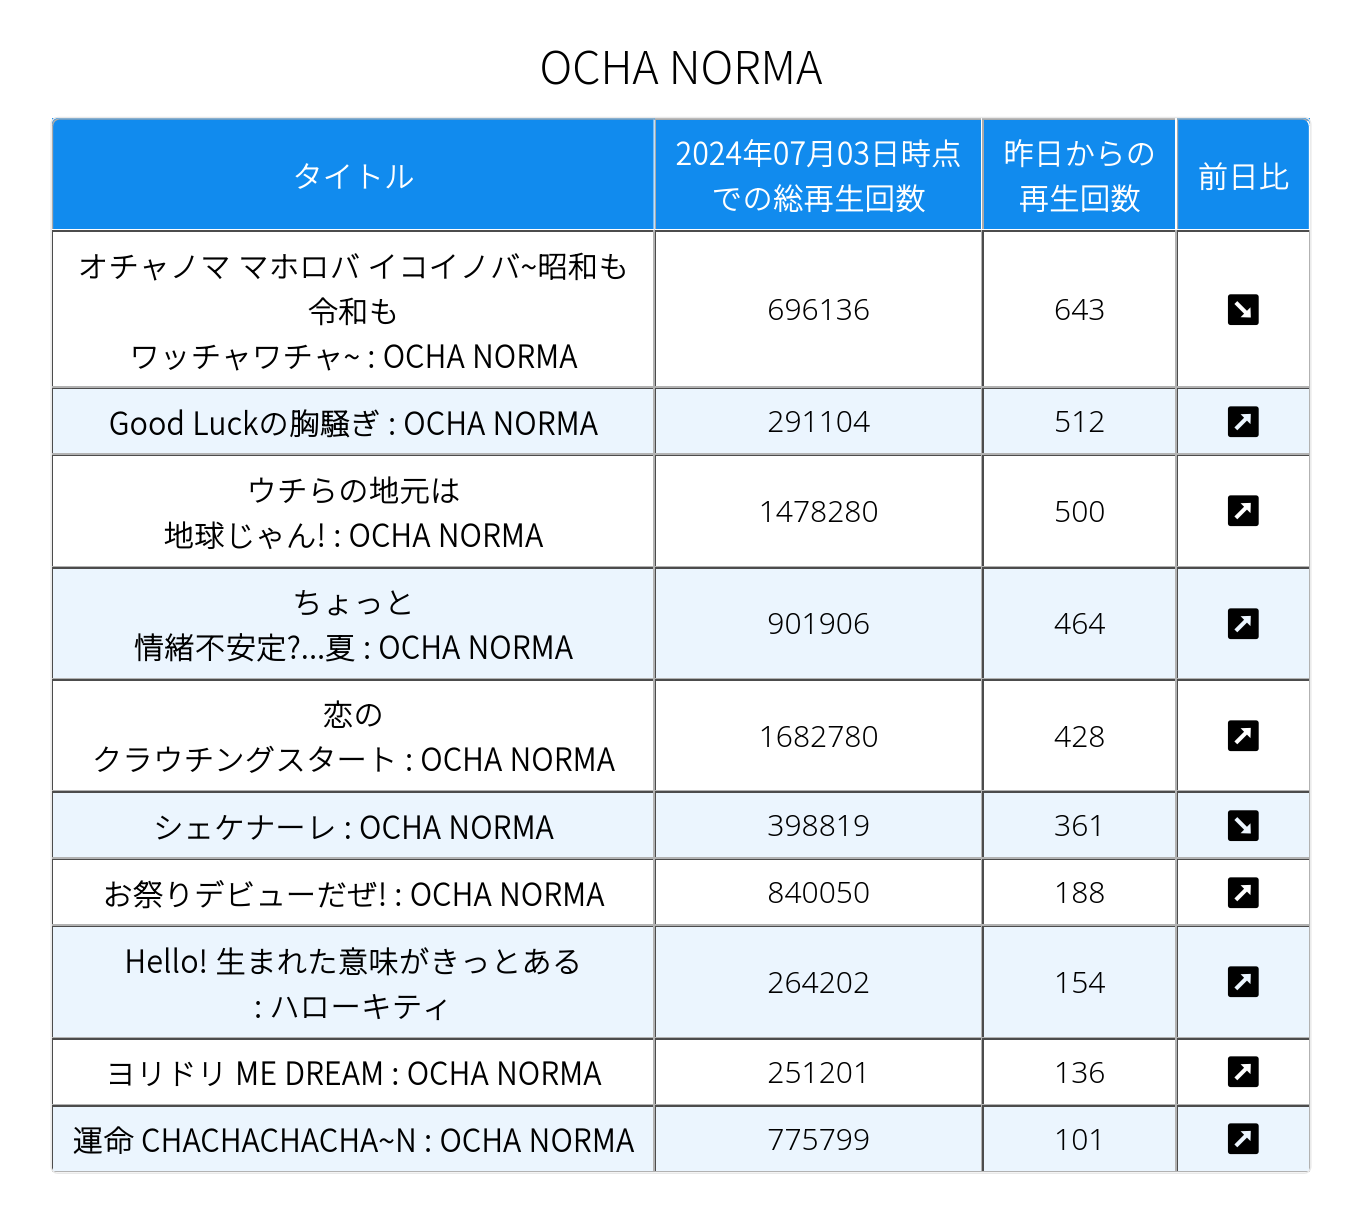 OCHA NORMA
タイトル
2024年07月03日時点
での総再生回数
昨日からの
再生回数
前日比
オチャノマ マホロバ イコイノバ~昭和も
令和も
ワッチャワチャ~ : OCHA NORMA
696136
643
Good Luckの胸騒ぎ : OCHA NORMA
291104
512
ウチらの地元は
地球じゃん! : OCHA NORMA
1478280
500
ちょっと
情緒不安定?...夏 : OCHA NORMA
901906
464
恋の
クラウチングスタート : OCHA NORMA
1682780
428
シェケナーレ : OCHA NORMA
398819
361
お祭りデビューだぜ! : OCHA NORMA
840050
188
Hello! 生まれた意味がきっとある
: ハローキティ
264202
154
ヨリドリ ME DREAM : OCHA NORMA
251201
136
運命 CHACHACHACHA~N : OCHA NORMA
775799
101